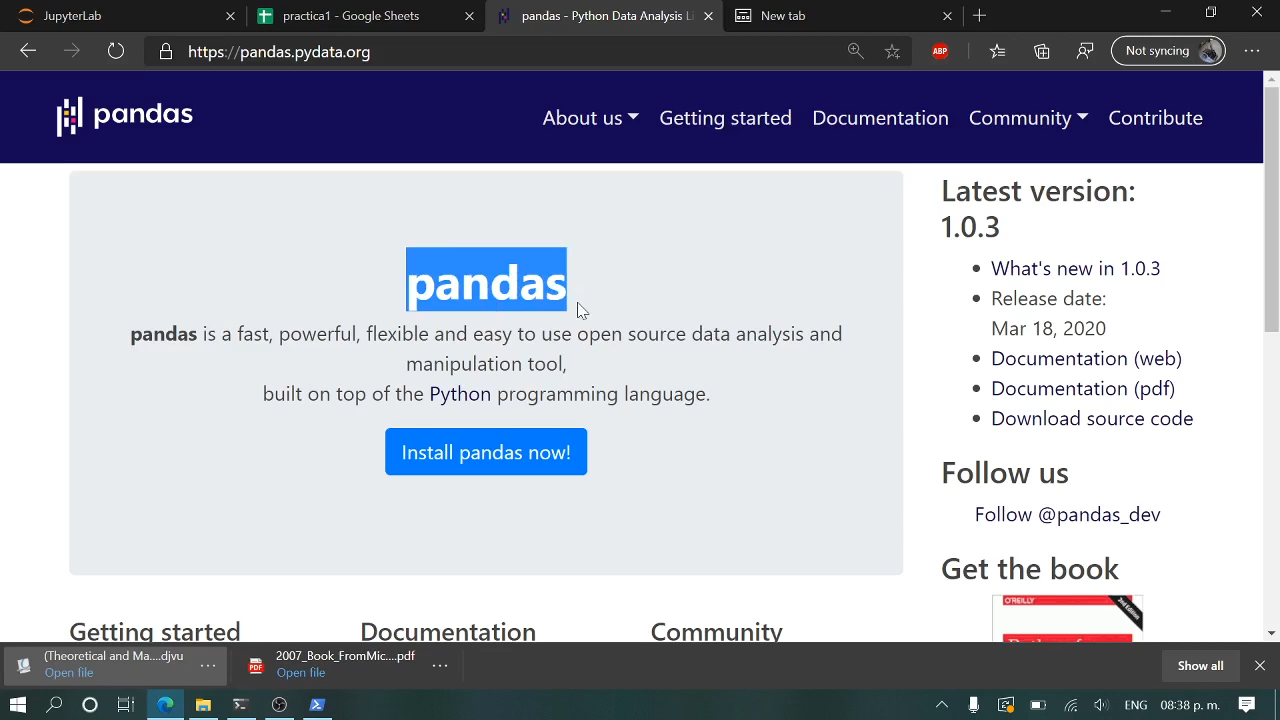 JupyterLab
practica1 - Google Sheets
pandas - Python Data Analysis Li
New tab
https://pandas.pydata.org
ABP
Not syncing
pandas
About us
Getting started
Documentation
Community
Contribute
pandas
pandas is a fast, powerful, flexible and easy to use open source data analysis and
manipulation tool,
built on top of the Python programming language.
Install pandas now!
Latest version:
1.0.3
What's new in 1.0.3
Release date:
Mar 18, 2020
Documentation (web)
Documentation (pdf)
Download source code
Follow us
Follow @pandas_dev
Get the book
O'REILLY
2nd Edition
Getting started
Documentation
Community
(Theoretical and Ma....djvu
Open file
PDF
2007_Book_FromMic....pdf
Open file
Show all
ENG
08:38 p. m.